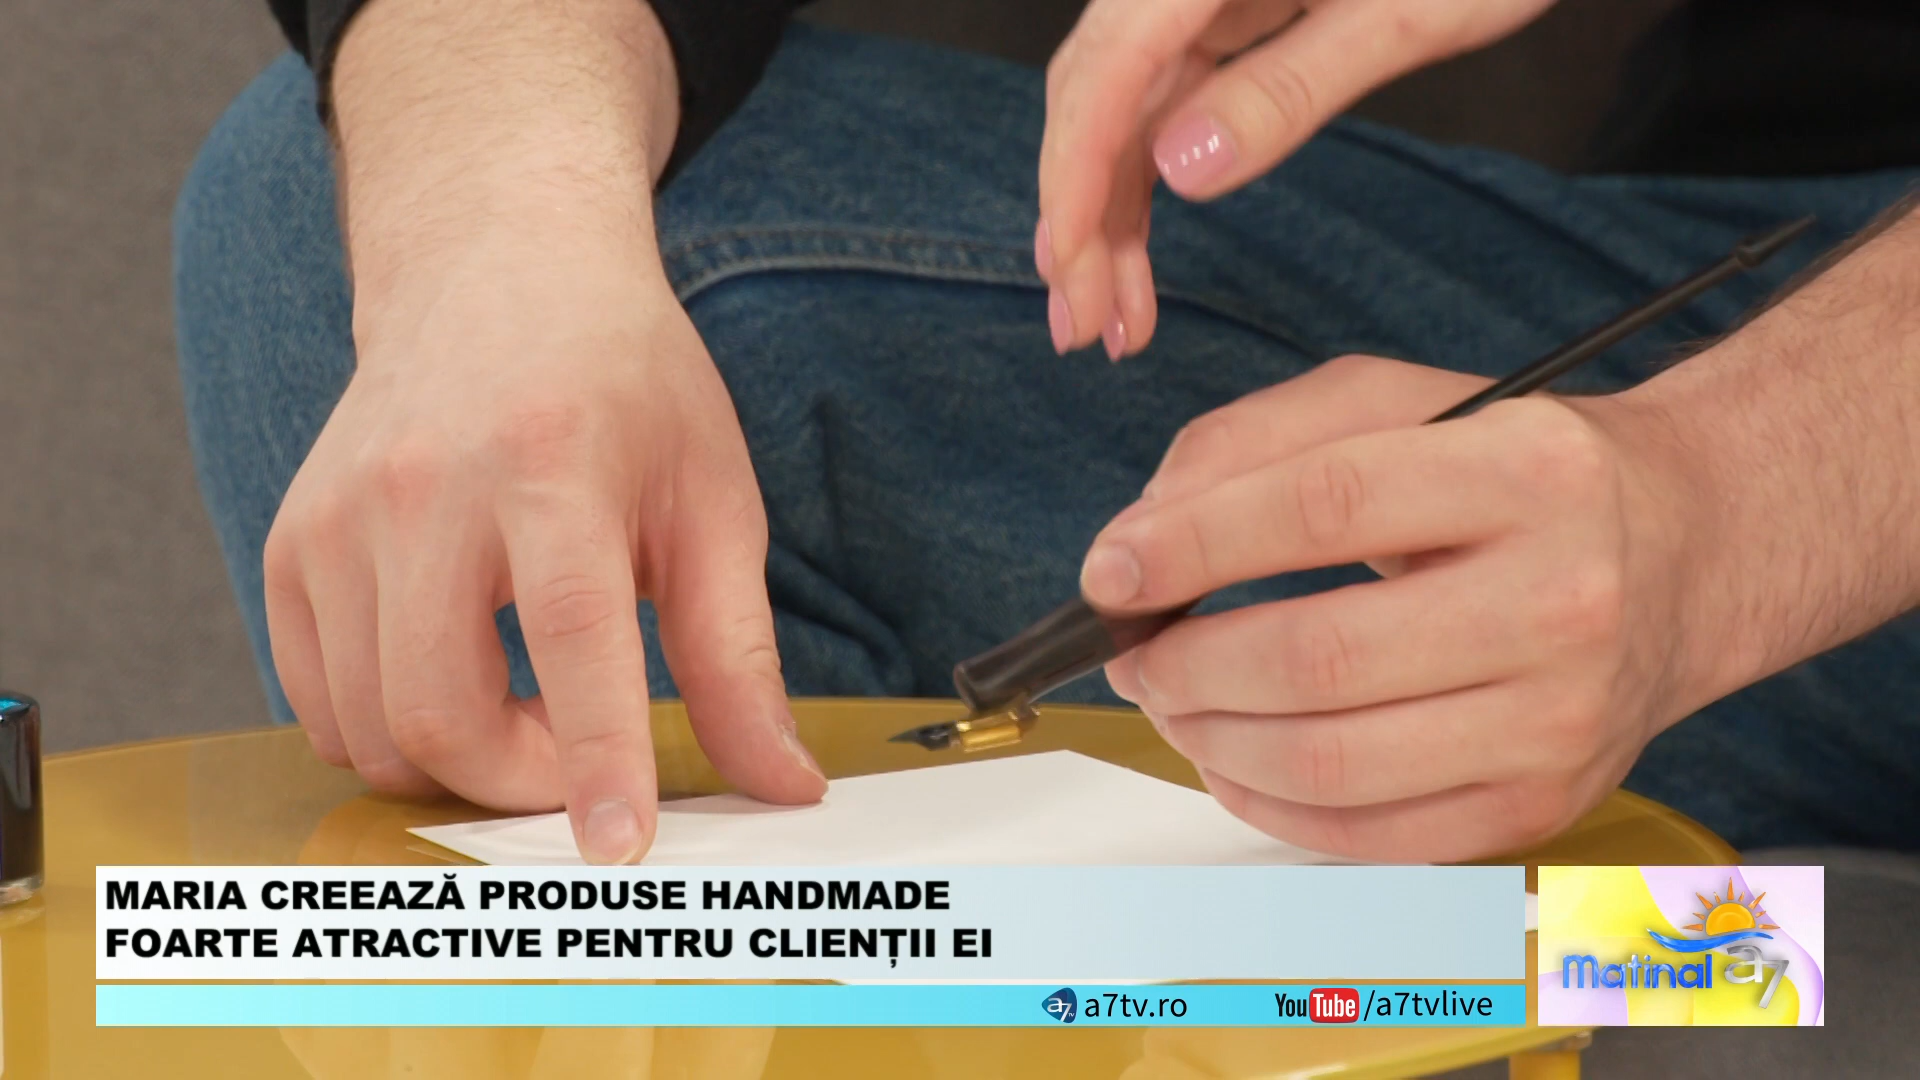 MARIA CREEAZĂ PRODUSE HANDMADE
FOARTE ATRACTIVE PENTRU CLIENȚII EI
a7tv.ro
YouTube/a7tvlive
Matinal a7